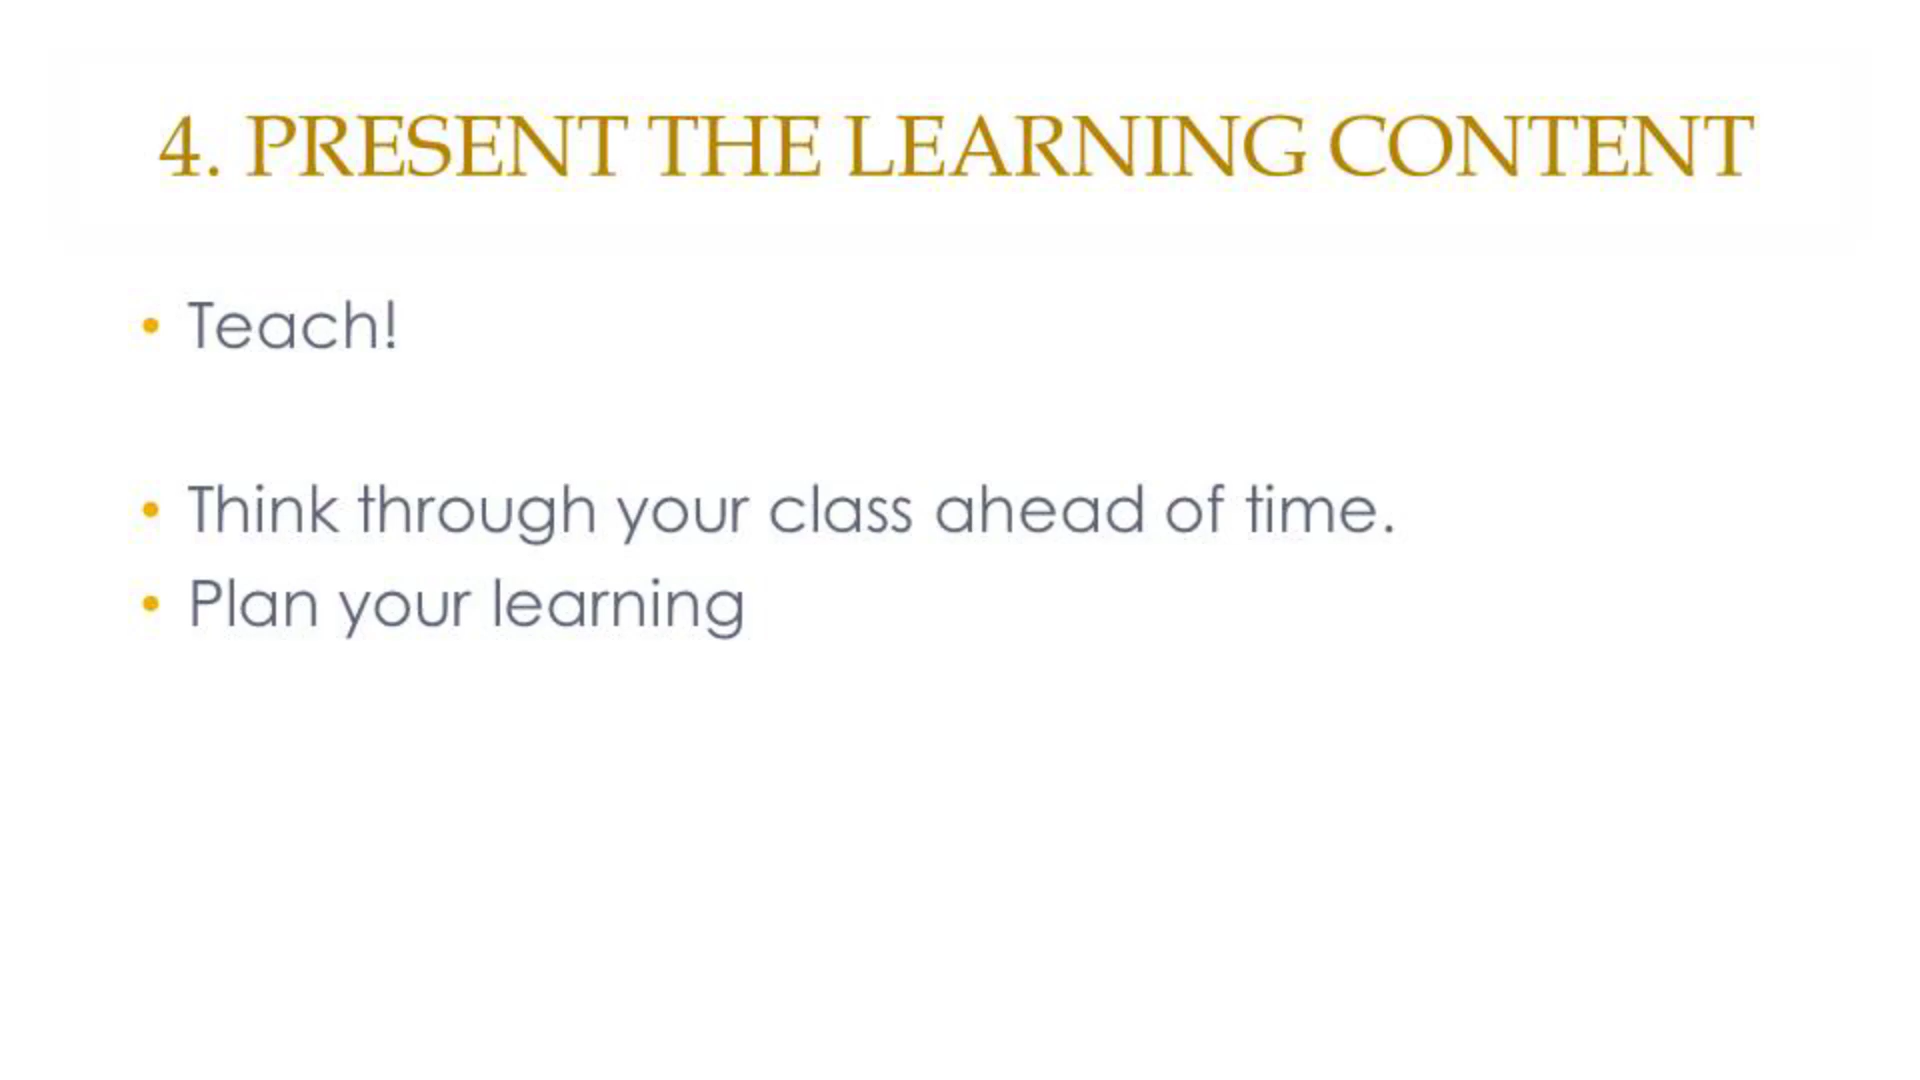 4. PRESENT THE LEARNING CONTENT
• Teach!
• Think through your class ahead of time.
• Plan your learning